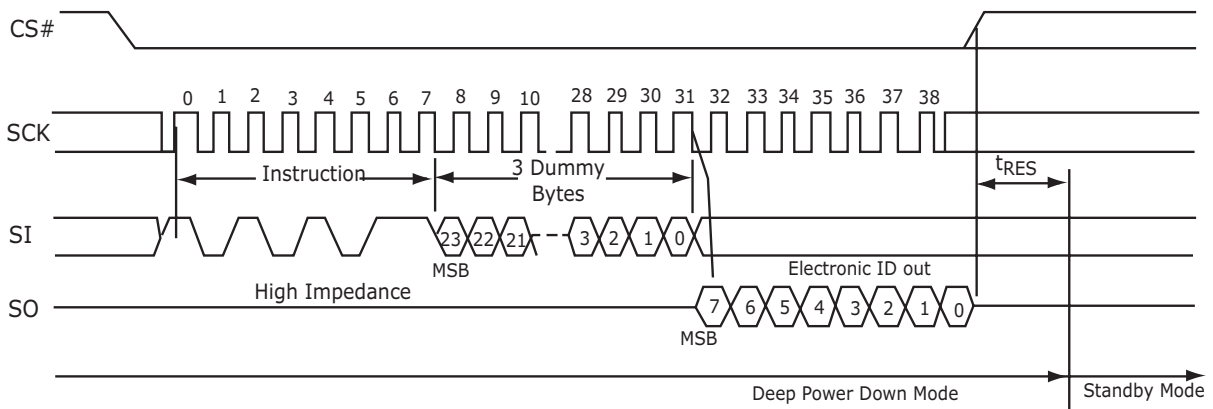 CS#
0 1 2 3 4 5 6 7 8 9 10 28 29 30 31 32 33 34 35 36 37 38
SCK
tRES
Instruction
3 Dummy
Bytes
SI
23 22 21 3 2 1 0
MSB
Electronic ID out
High Impedance
SO
7 6 5 4 3 2 1 0
MSB
Deep Power Down Mode
Standby Mode